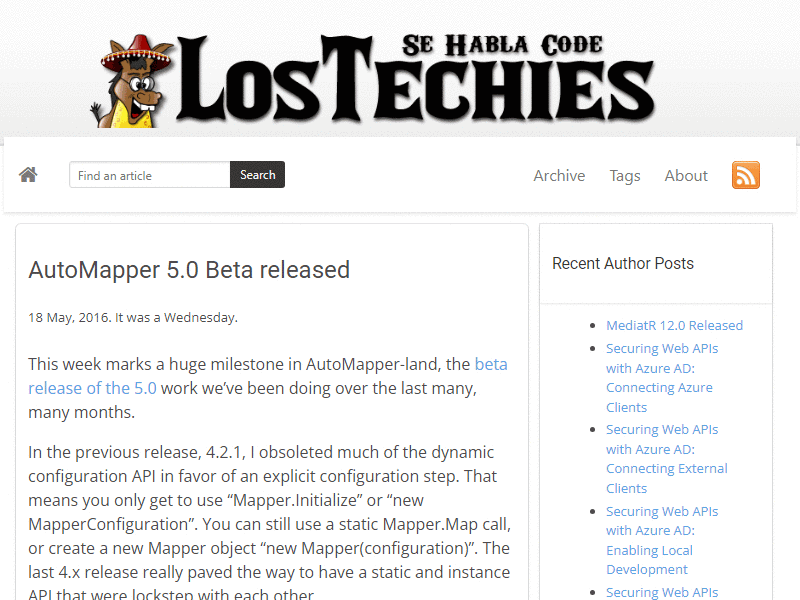 Se Habla Code
LosTechies
Find an article
Search
Archive
Tags
About
AutoMapper 5.0 Beta released
18 May, 2016. It was a Wednesday.
This week marks a huge milestone in AutoMapper-land, the beta
release of the 5.0 work we’ve been doing over the last many,
many months.
In the previous release, 4.2.1, I obsoleted much of the dynamic
configuration API in favor of an explicit configuration step. That
means you only get to use “Mapper.Initialize” or “new
MapperConfiguration”. You can still use a static Mapper.Map call,
or create a new Mapper object “new Mapper(configuration)”. The
last 4.x release really paved the way to have a static and instance
API that were lockstep with each other.
Recent Author Posts
MediatR 12.0 Released
Securing Web APIs
with Azure AD:
Connecting Azure
Clients
Securing Web APIs
with Azure AD:
Connecting External
Clients
Securing Web APIs
with Azure AD:
Enabling Local
Development
Securing Web APIs